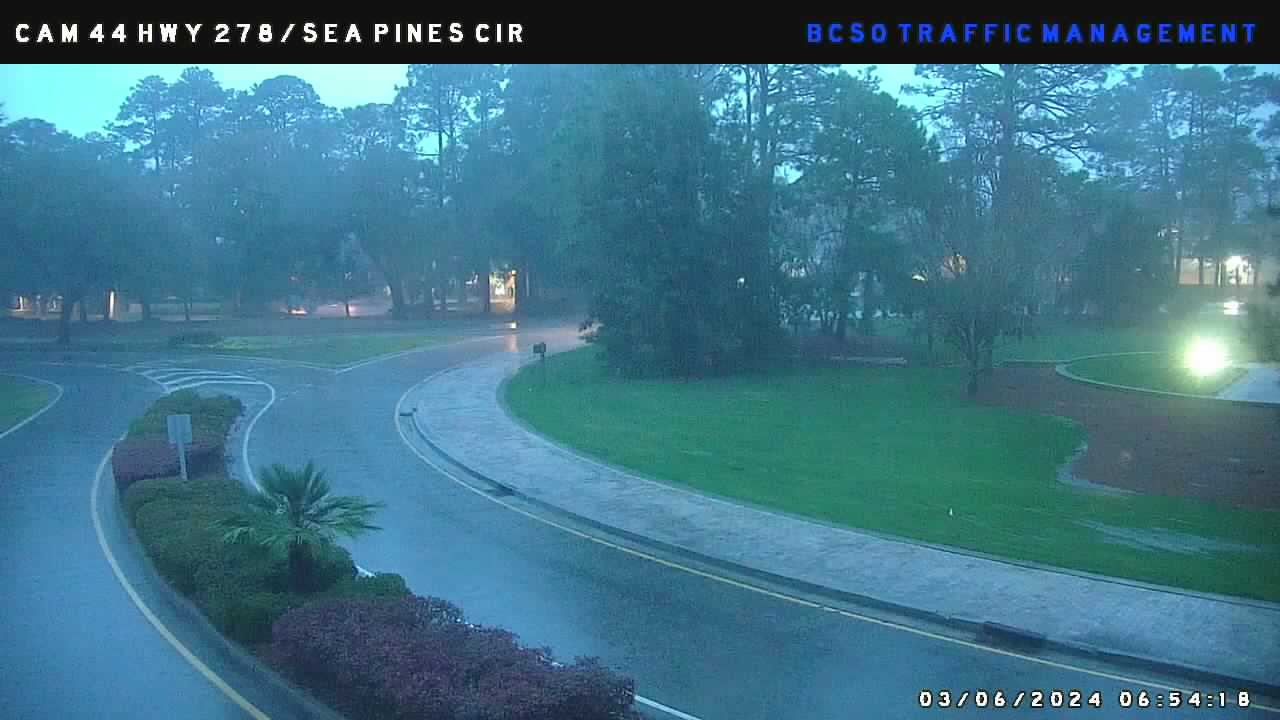 CAM 44 HWY 278/SEA PINES CIR
BCSO TRAFFIC MANAGEMENT
03/06/2024 06:54:18